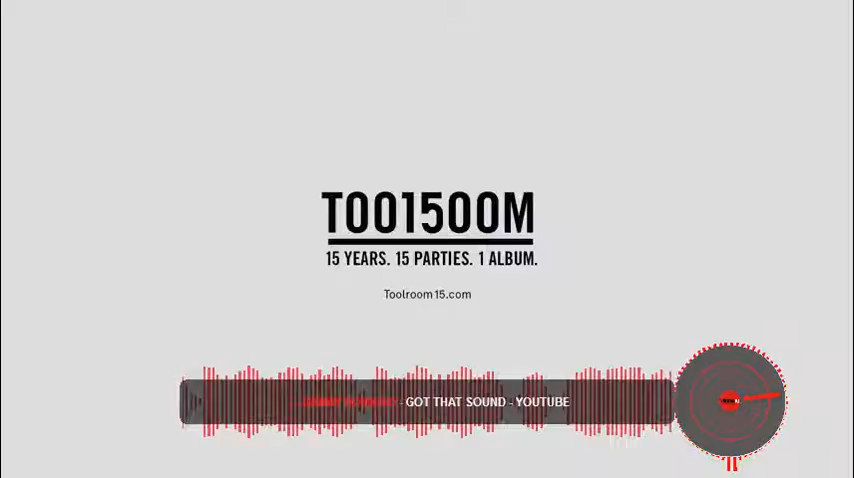 TOO1500M
15 YEARS. 15 PARTIES. 1 ALBUM.
Toolroom15.com
- GOT THAT SOUND - YOUTUBE